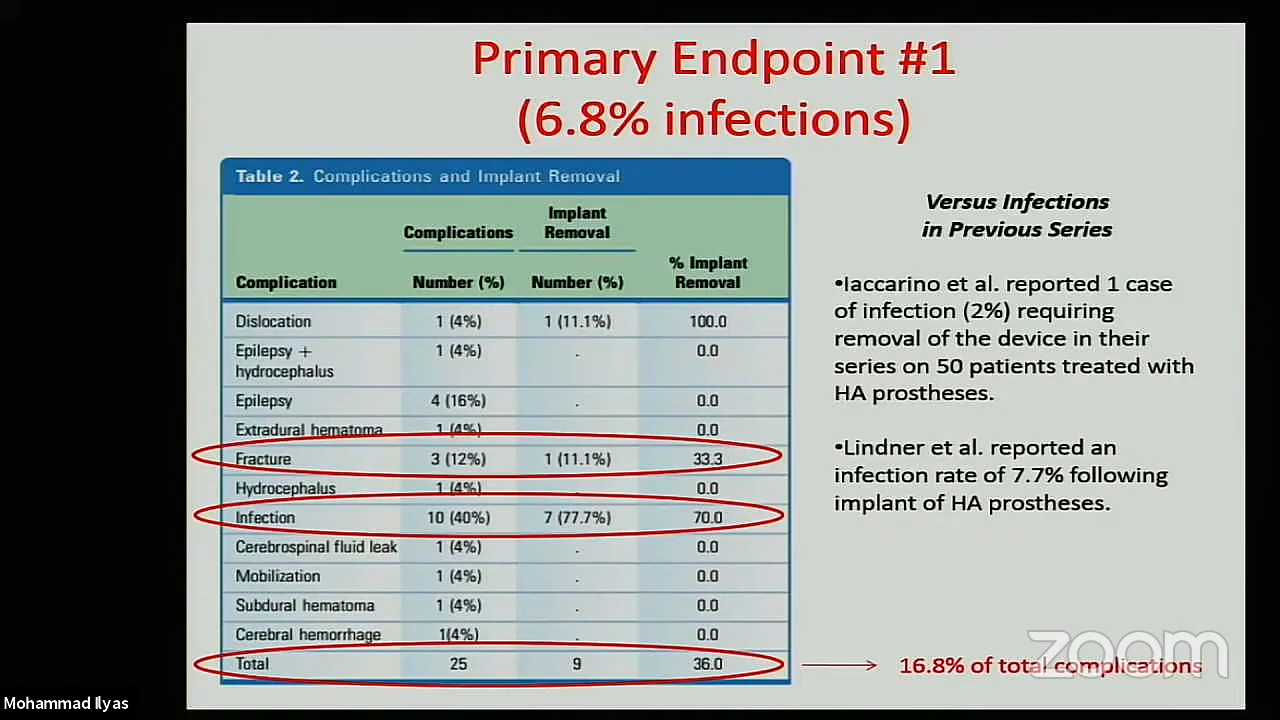 Primary Endpoint #1
(6.8% infections)
Table 2. Complications and Implant Removal
Complication
Complications
Number (%)
Implant
Removal
Number (%)
% Implant
Removal
Dislocation 1 (4%) 1 (11.1%) 100.0
Epilepsy +
hydrocephalus 1 (4%) . 0.0
Epilepsy 4 (16%) . 0.0
Extradural hematoma 1 (4%) 0.0
Fracture 3 (12%) 1 (11.1%) 33.3
Hydrocephalus 1 (4%) . 0.0
Infection 10 (40%) 7 (77.7%) 70.0
Cerebrospinal fluid leak 1 (4%) . 0.0
Mobilization 1 (4%) . 0.0
Subdural hematoma 1 (4%) . 0.0
Cerebral hemorrhage 1(4%) . 0.0
Total 25 9 36.0
Versus Infections
in Previous Series
•Iaccarino et al. reported 1 case
of infection (2%) requiring
removal of the device in their
series on 50 patients treated with
HA prostheses.
•Lindner et al. reported an
infection rate of 7.7% following
implant of HA prostheses.
16.8% of total complications
zoom
Mohammad Ilyas